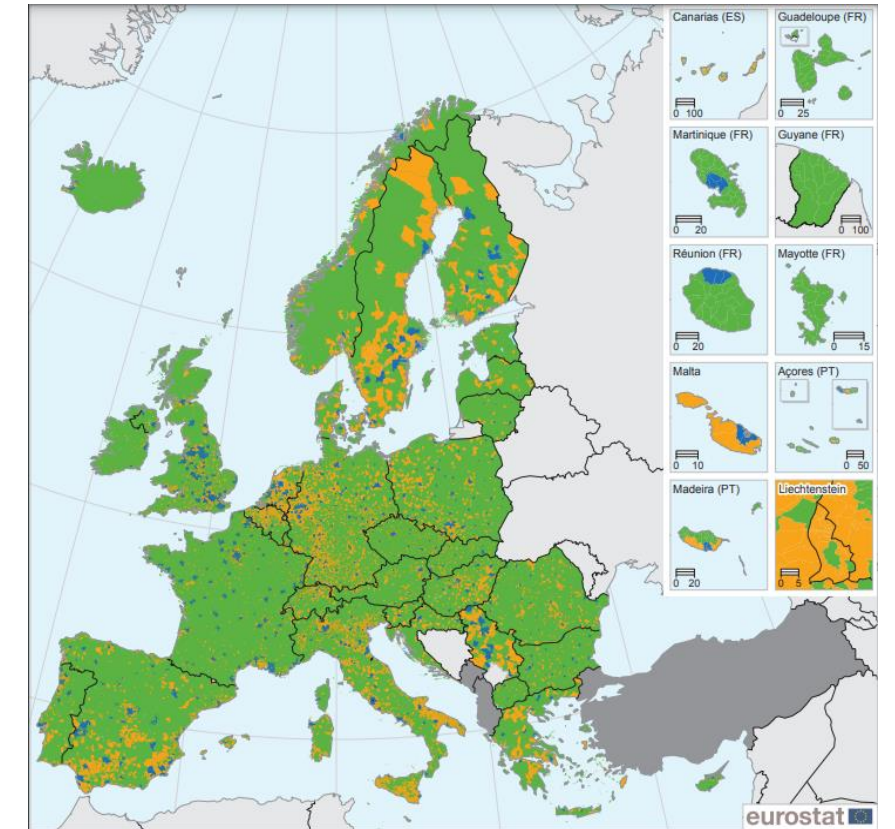 Canarias (ES)
0 100
Guadeloupe (FR)
0 25
Martinique (FR)
0 20
Guyane (FR)
0 100
Réunion (FR)
0 20
Mayotte (FR)
0 15
Malta
0 10
Açores (PT)
0 50
Madeira (PT)
0 20
Liechtenstein
0 5
eurostat